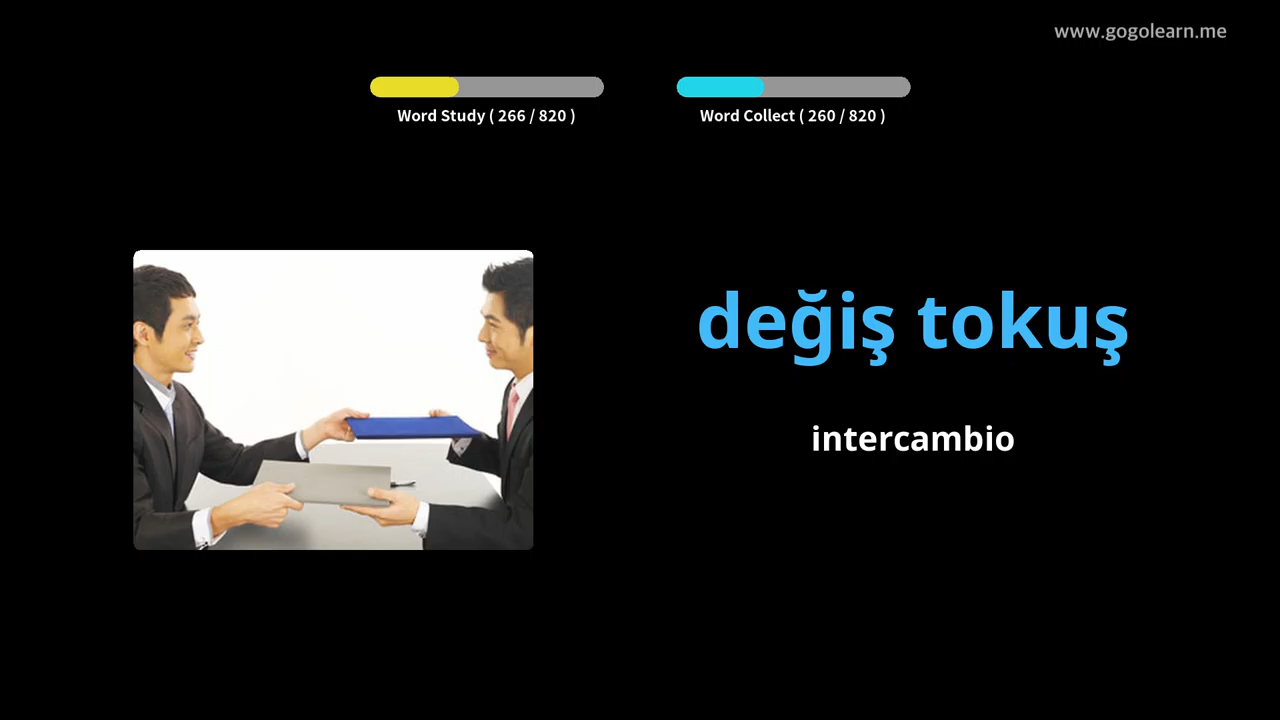 www.gogolearn.me
Word Study ( 266 / 820 )
Word Collect ( 260 / 820 )
değiş tokuş
intercambio